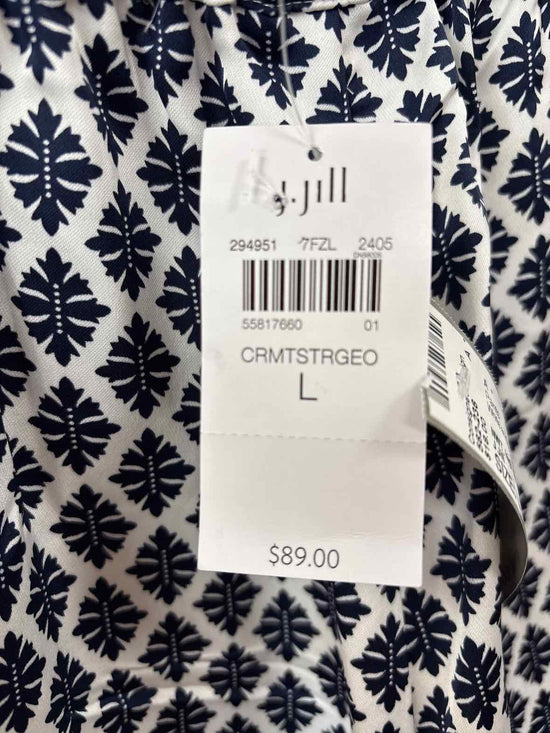 J.Jill
294951 7FZL 2405
55817660 01
CRMTSTRGEO
L
$89.00